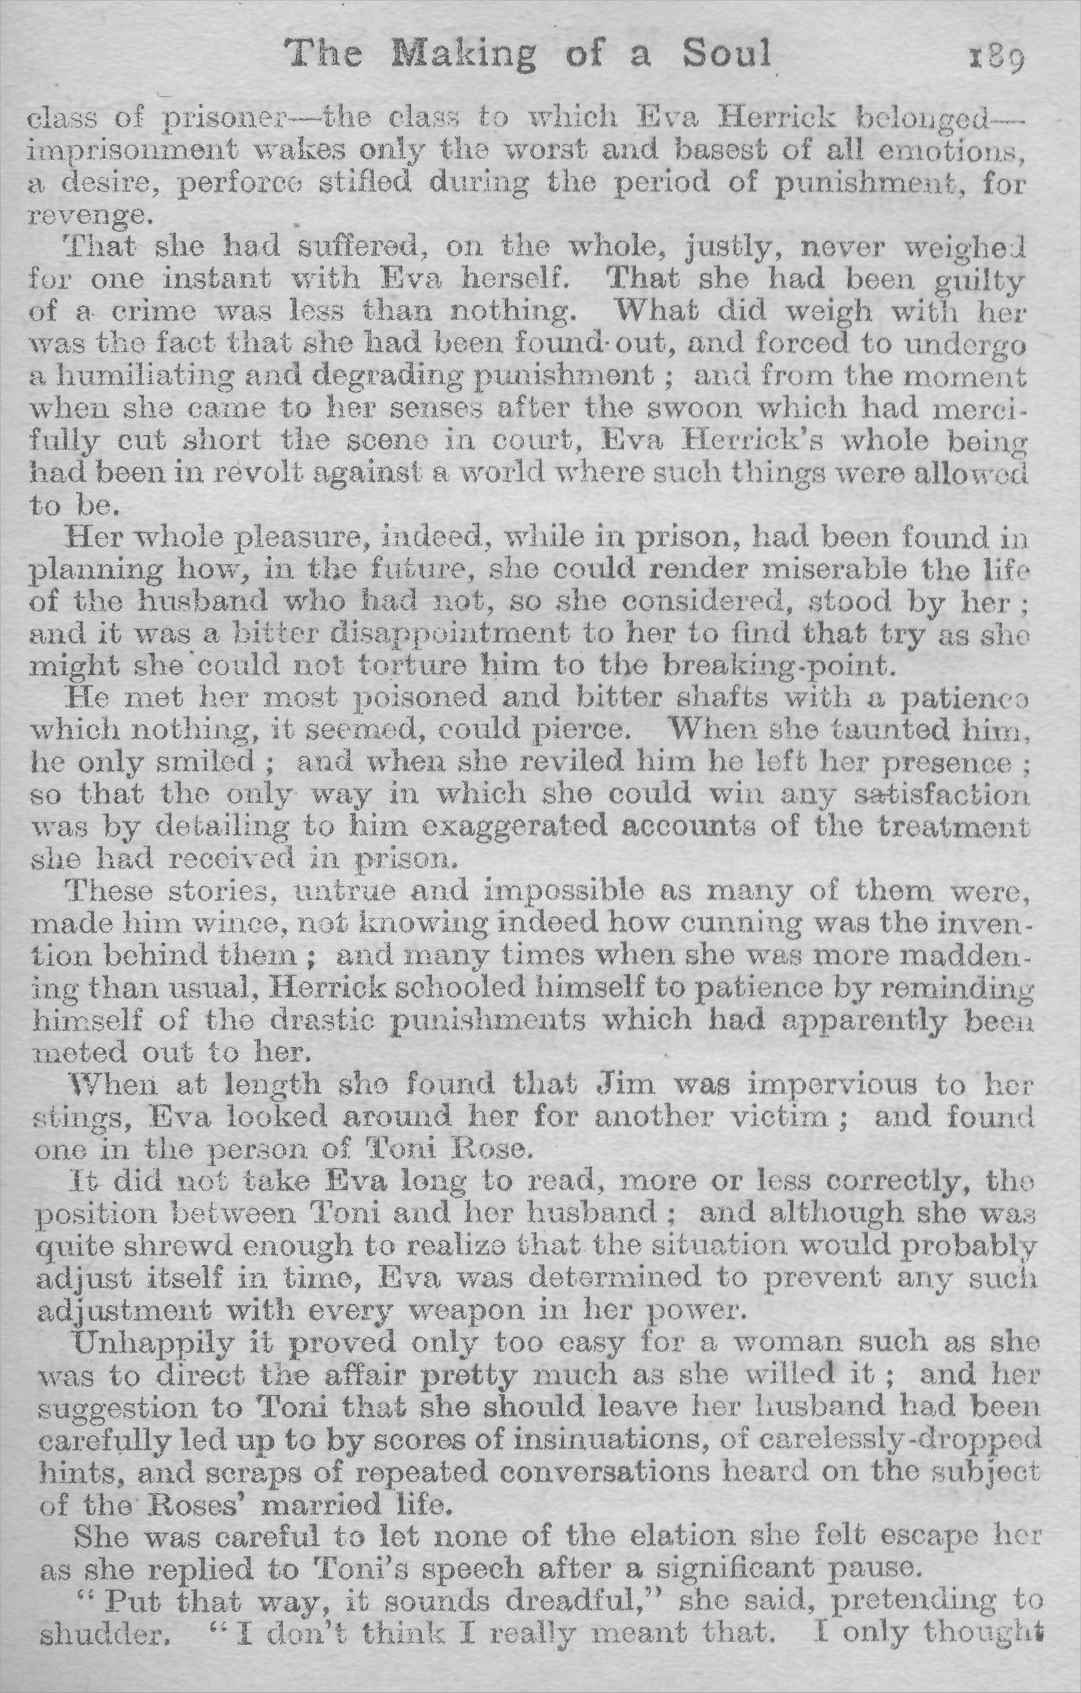 The Making of a Soul 189
class of prisoner—the class to which Eva Herrick belonged—
imprisonment wakes only the worst and basest of all emotions,
a desire, perforce stifled during the period of punishment, for
revenge.
That she had suffered, on the whole, justly, never weighed
for one instant with Eva herself. That she had been guilty
of a crime was less than nothing. What did weigh with her
was the fact that she had been found out, and forced to undergo
a humiliating and degrading punishment ; and from the moment
when she came to her senses after the swoon which had merci-
fully cut short the scene in court, Eva Herrick's whole being
had been in revolt against a world where such things were allowed
to be.
Her whole pleasure, indeed, while in prison, had been found in
planning how, in the future, she could render miserable the life
of the husband who had not, so she considered, stood by her ;
and it was a bitter disappointment to her to find that try as she
might she could not torture him to the breaking-point.
He met her most poisoned and bitter shafts with a patience
which nothing, it seemed, could pierce. When she taunted him,
he only smiled ; and when she reviled him he left her presence ;
so that the only way in which she could win any satisfaction
was by detailing to him exaggerated accounts of the treatment
she had received in prison.
These stories, untrue and impossible as many of them were,
made him wince, not knowing indeed how cunning was the inven-
tion behind them ; and many times when she was more madden-
ing than usual, Herrick schooled himself to patience by reminding
himself of the drastic punishments which had apparently been
meted out to her.
When at length she found that Jim was impervious to her
stings, Eva looked around her for another victim ; and found
one in the person of Toni Rose.
It did not take Eva long to read, more or less correctly, the
position between Toni and her husband ; and although she was
quite shrewd enough to realize that the situation would probably
adjust itself in time, Eva was determined to prevent any such
adjustment with every weapon in her power.
Unhappily it proved only too easy for a woman such as she
was to direct the affair pretty much as she willed it ; and her
suggestion to Toni that she should leave her husband had been
carefully led up to by scores of insinuations, of carelessly-dropped
hints, and scraps of repeated conversations heard on the subject
of the Roses' married life.
She was careful to let none of the elation she felt escape her
as she replied to Toni's speech after a significant pause.
"Put that way, it sounds dreadful," she said, pretending to
shudder. "I don't think I really meant that. I only thought